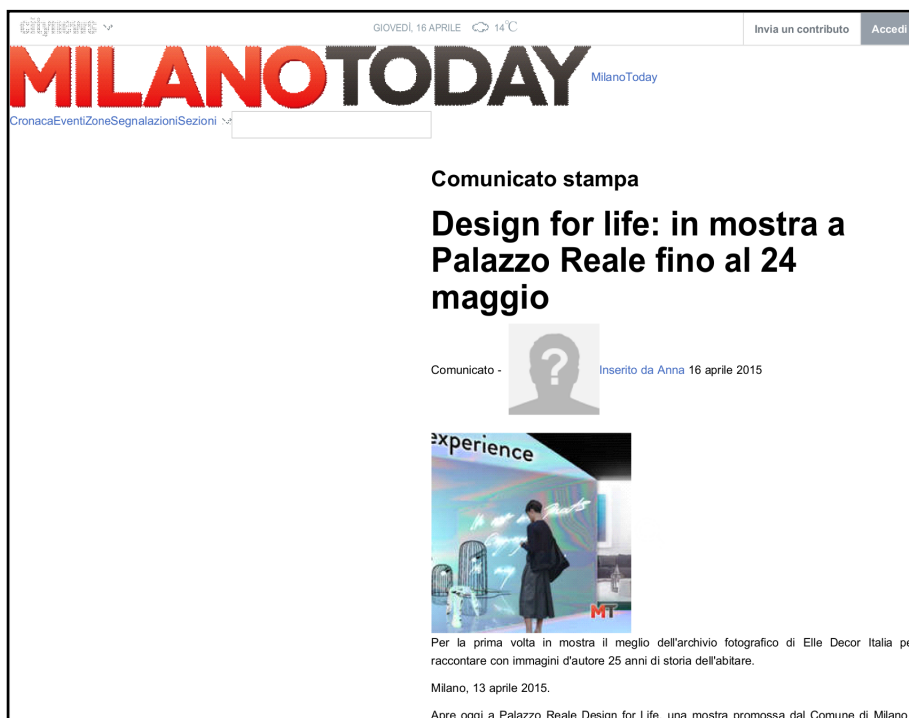 citynews
GIOVEDÌ, 16 APRILE 14°C
Invia un contributo
Accedi
MILANOTODAY
MilanoToday
CronacaEventiZoneSegnalazioniSezioni
Comunicato stampa
Design for life: in mostra a
Palazzo Reale fino al 24
maggio
Comunicato - Inserito da Anna 16 aprile 2015
experience
MT
Per la prima volta in mostra il meglio dell'archivio fotografico di Elle Decor Italia pe
raccontare con immagini d'autore 25 anni di storia dell'abitare.
Milano, 13 aprile 2015.
Apre oggi a Palazzo Reale Design for Life, una mostra promossa dal Comune di Milano